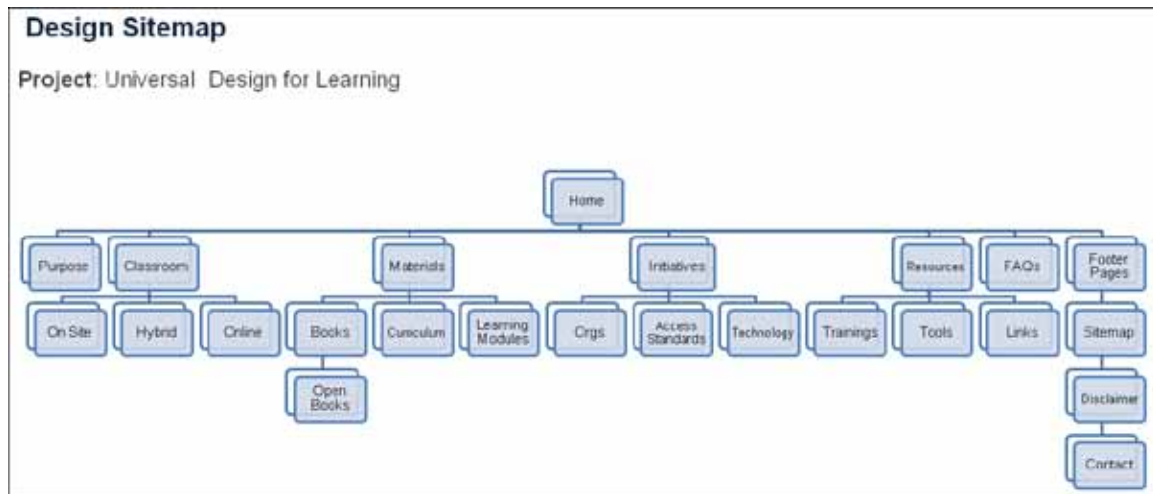 Design Sitemap
Project: Universal Design for Learning
Home
Purpose
Classroom
Materials
Initiatives
Resources
FAQs
Footer
Pages
On Site
Hybrid
Online
Books
Curriculum
Learning
Modules
Orgs
Access
Standards
Technology
Trainings
Tools
Links
Sitemap
Open
Books
Disclaimer
Contact